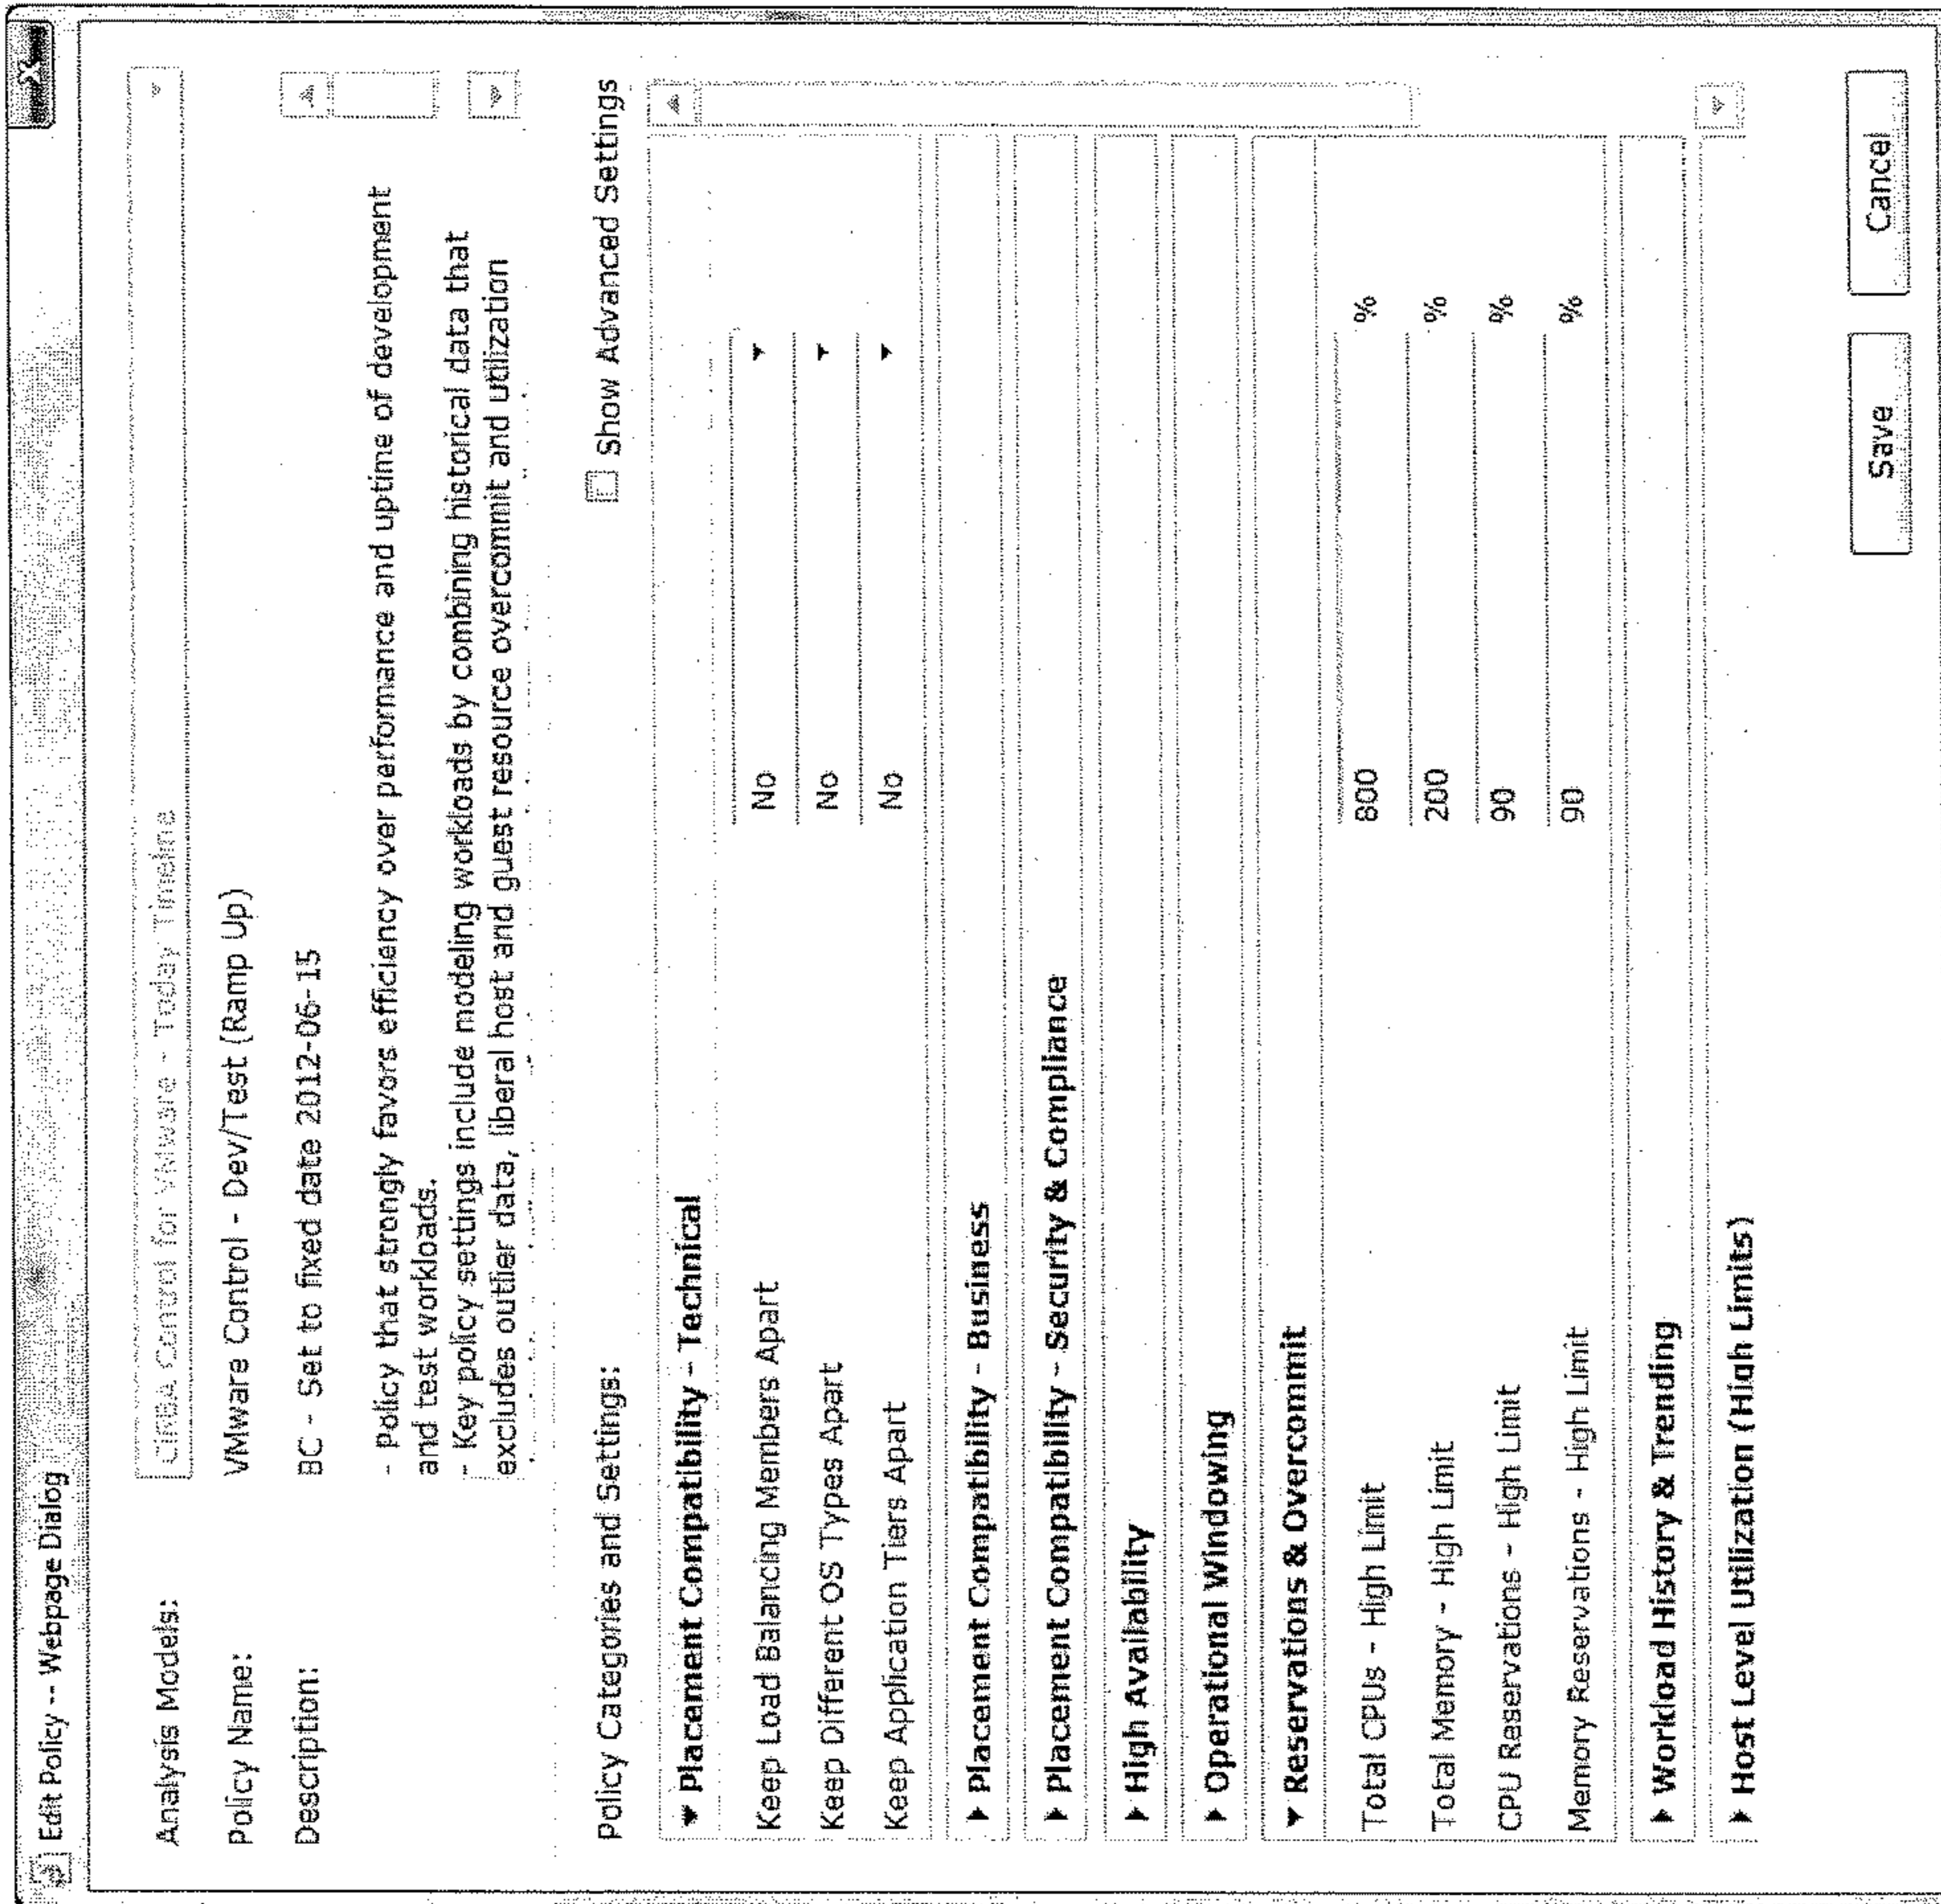 Edit Policy -- Webpage Dialog
X
Analysis Models: CiRBA Control for VMware - Today Timeline
Policy Name: VMware Control - Dev/Test (Ramp Up)
Description: BC - Set to fixed date 2012-06-15
- Policy that strongly favors efficiency over performance and uptime of development
and test workloads.
- Key policy settings include modeling workloads by combining historical data that
excludes outlier data, liberal host and guest resource overcommit and utilization
Policy Categories and Settings: Show Advanced Settings
Placement Compatibility - Technical
Keep Load Balancing Members Apart No
Keep Different OS Types Apart No
Keep Application Tiers Apart No
Placement Compatibility - Business
Placement Compatibility - Security & Compliance
High Availability
Operational Windowing
Reservations & Overcommit
Total CPUs - High Limit 800 %
Total Memory - High Limit 200 %
CPU Reservations - High Limit 90 %
Memory Reservations - High Limit 90 %
Workload History & Trending
Host Level Utilization (High Limits)
Save Cancel